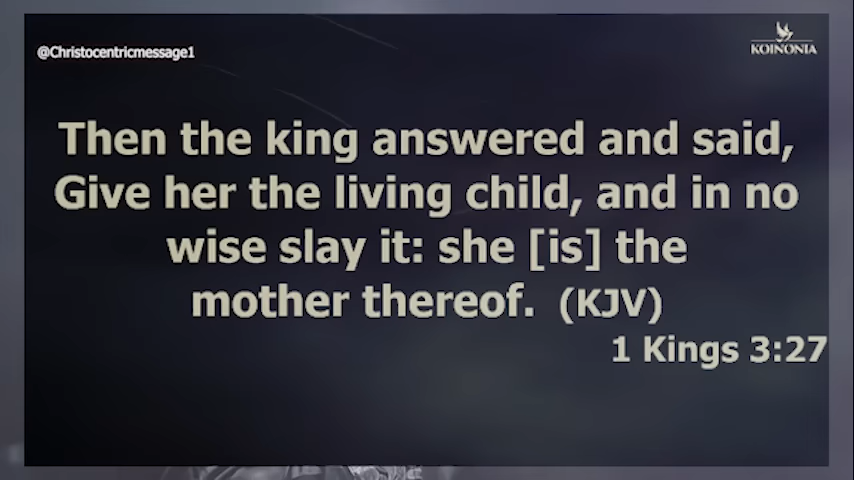 @Christocentricmessage1
KOINONIA
Then the king answered and said,
Give her the living child, and in no
wise slay it: she [is] the
mother thereof. (KJV)
1 Kings 3:27